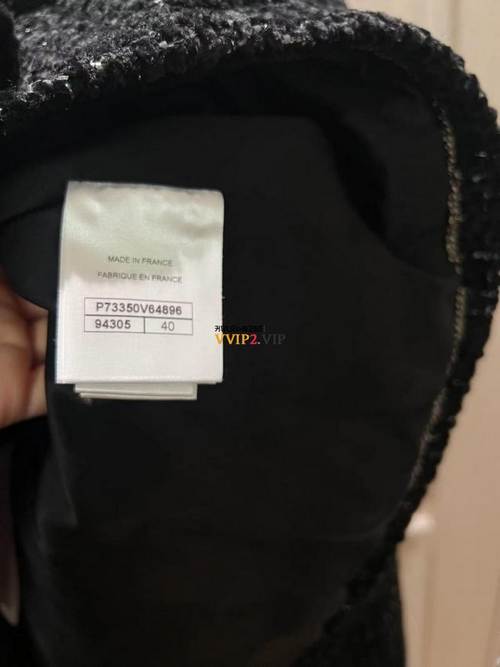 MADE IN FRANCE
FABRIQUE EN FRANCE
P73350V64896
94305 40
VVIP2.VIP